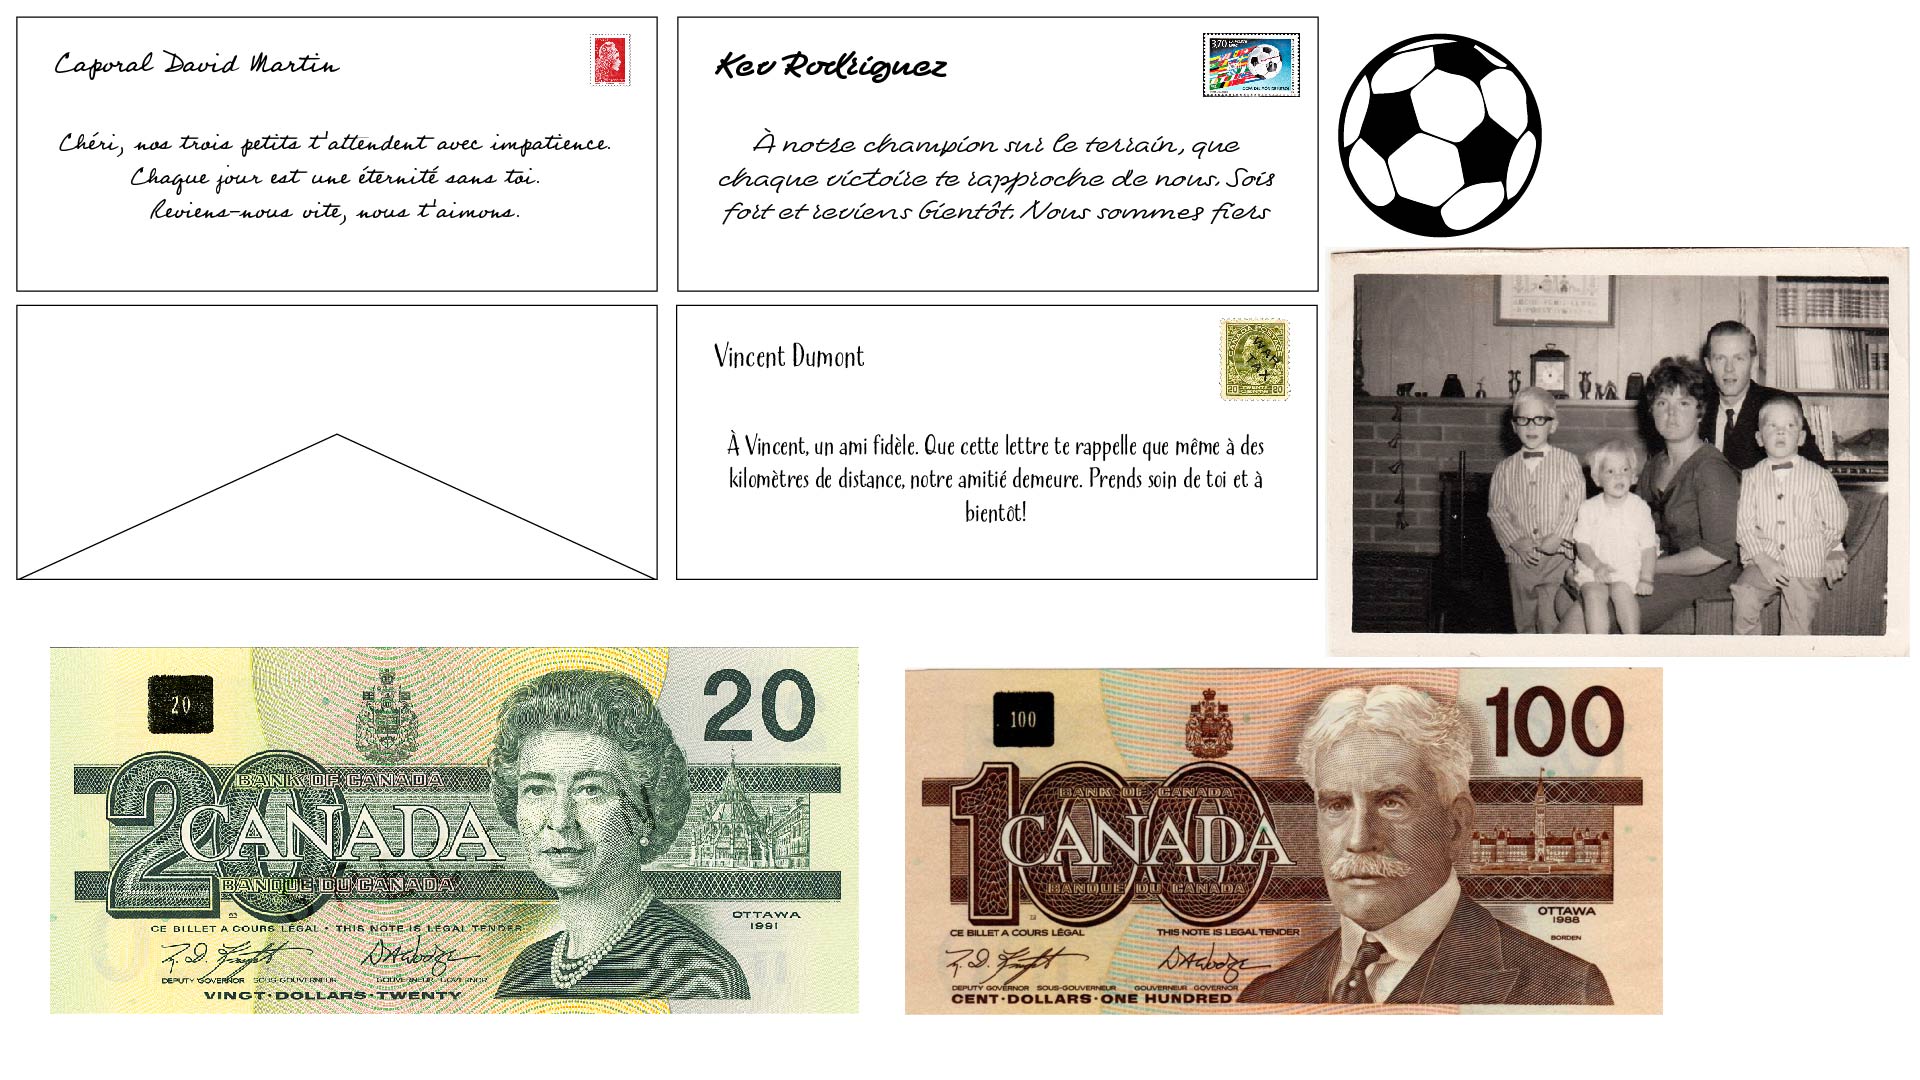 Caporal David Martin
Chéri, nos trois petits t'attendent avec impatience.
Chaque jour est une éternité sans toi.
Reviens-nous vite, nous t'aimons.
Kev Rodriguez
3,70
À notre champion sur le terrain, que
chaque victoire te rapproche de nous. Sois
fort et reviens bientôt. Nous sommes fiers
Vincent Dumont
CANADA POSTAGE
WAR
TAX
20 TWENTY 20
À Vincent, un ami fidèle. Que cette lettre te rappelle que même à des
kilomètres de distance, notre amitié demeure. Prends soin de toi et à
bientôt!
20
20
20
BANK OF CANADA
CANADA
BANQUE DU CANADA
OTTAWA
1991
CE BILLET A COURS LÉGAL • THIS NOTE IS LEGAL TENDER
DEPUTY GOVERNOR SOUS-GOUVERNEUR
GOUVERNEUR GOVERNOR
VINGT•DOLLARS•TWENTY
100
100
100
BANK OF CANADA
CANADA
BANQUE DU CANADA
OTTAWA
1988
CE BILLET A COURS LÉGAL
THIS NOTE IS LEGAL TENDER
BORDEN
DEPUTY GOVERNOR SOUS-GOUVERNEUR
GOUVERNEUR GOVERNOR
CENT•DOLLARS•ONE HUNDRED